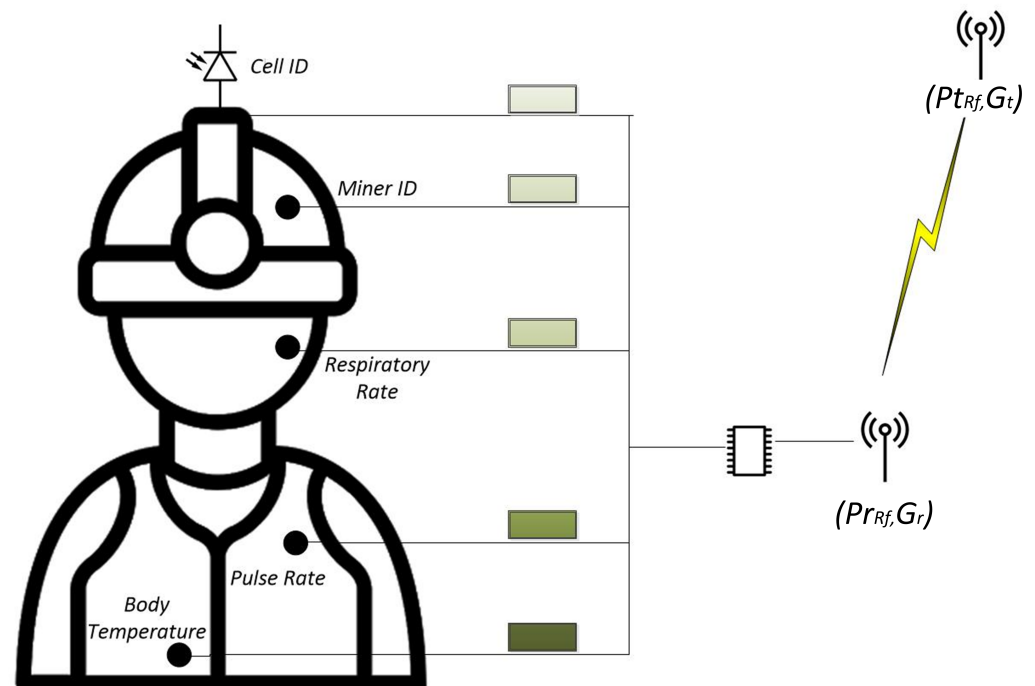 Cell ID
(PtRf,Gt)
Miner ID
Respiratory
Rate
(PrRf,Gr)
Pulse Rate
Body
Temperature